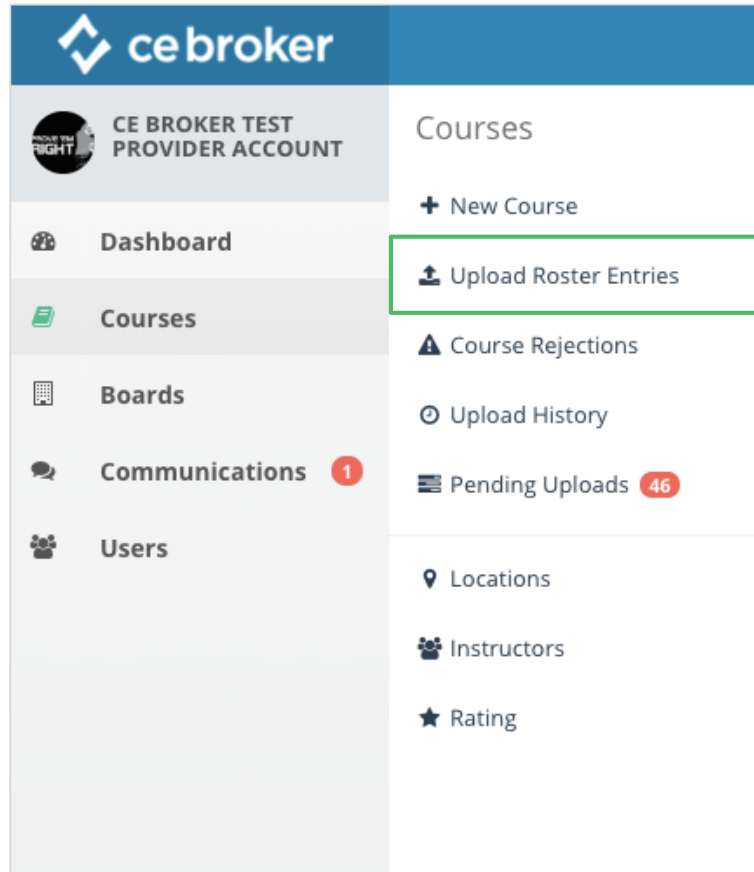 ce broker
CE BROKER TEST
PROVIDER ACCOUNT
RIGHT
Dashboard
Courses
Boards
Communications 1
Users
Courses
New Course
Upload Roster Entries
Course Rejections
Upload History
Pending Uploads 46
Locations
Instructors
Rating